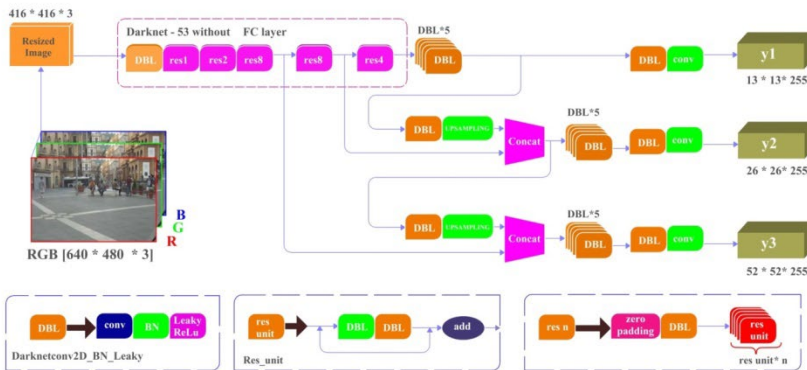 416 * 416 * 3
Resized
Image
Darknet - 53 without FC layer
DBL
res1
res2
res8
res8
res4
DBL*5
DBL
DBL
conv
y1
13 * 13* 255
DBL
UPSAMPLING
Concat
DBL*5
DBL
DBL
conv
y2
26 * 26* 255
DBL
UPSAMPLING
Concat
DBL*5
DBL
DBL
conv
y3
52 * 52* 255
B
G
R
RGB [640 * 480 * 3]
DBL
conv
BN
Leaky
ReLu
Darknetconv2D_BN_Leaky
res
unit
DBL
DBL
add
Res_unit
res n
zero
padding
DBL
res
unit
res unit* n